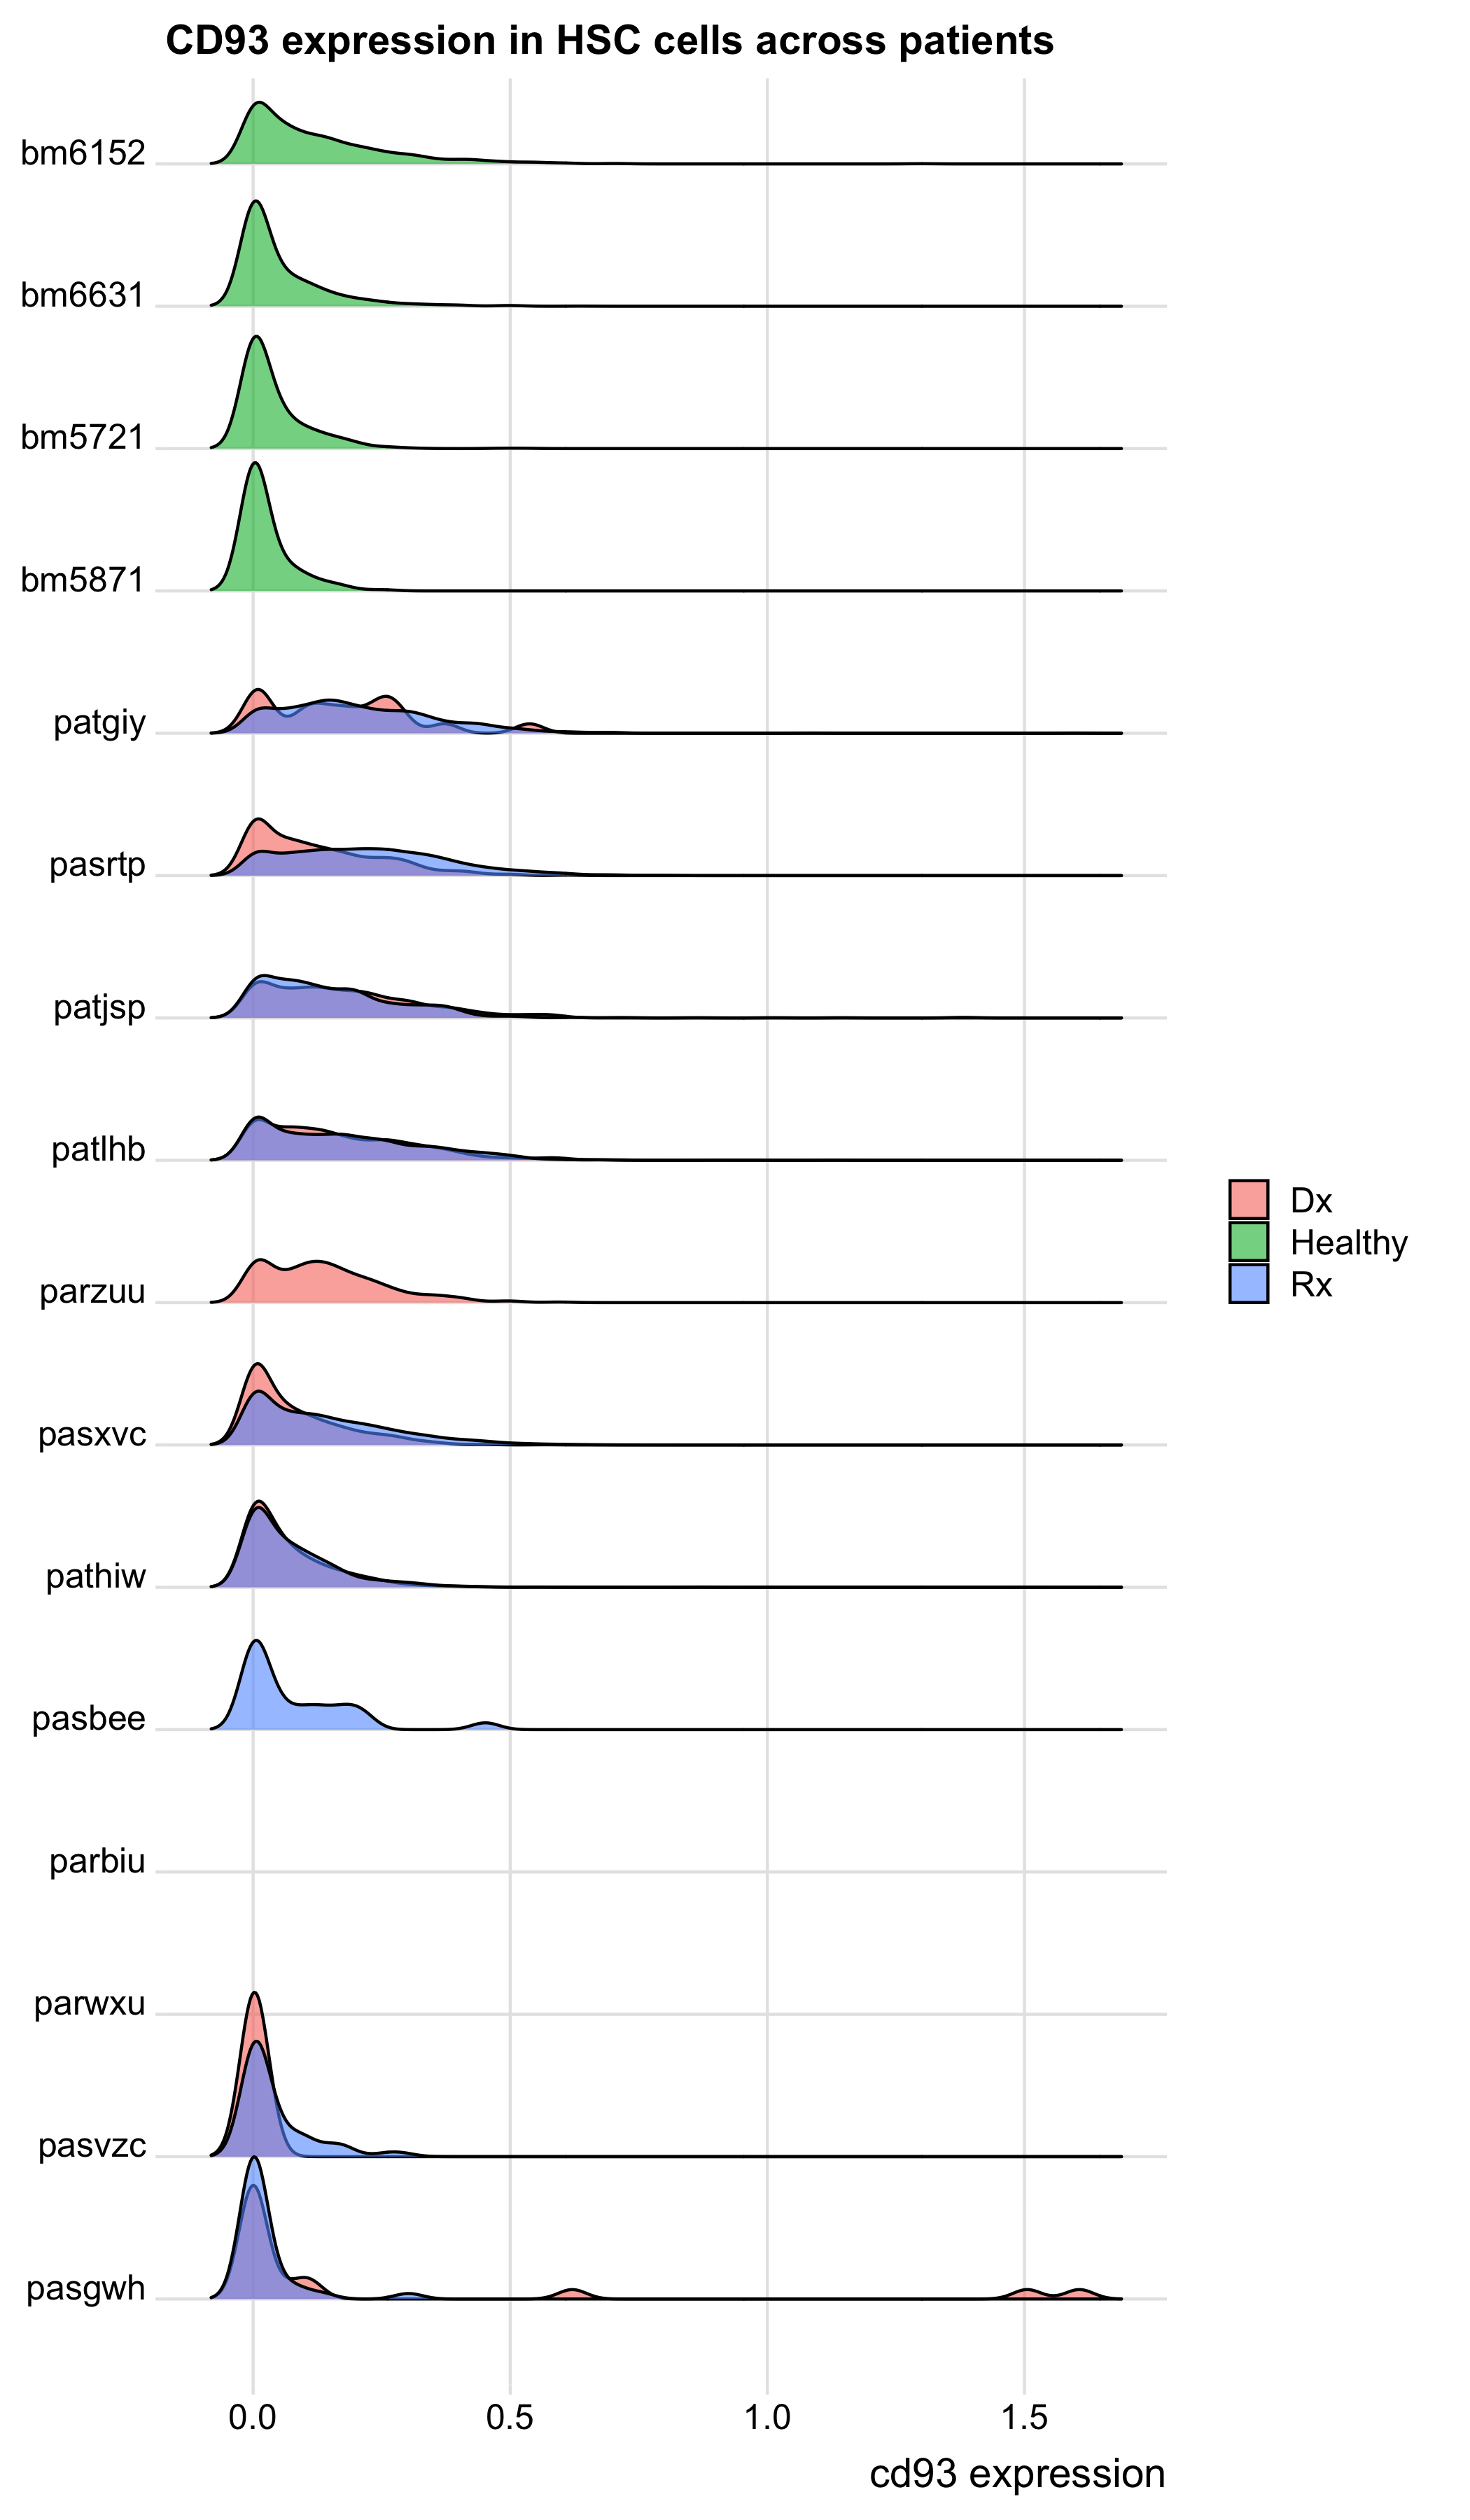 CD93 expression in HSC cells across patients
bm6152
bm6631
bm5721
bm5871
patgiy
pasrtp
patjsp
patlhb
parzuu
pasxvc
pathiw
pasbee
parbiu
parwxu
pasvzc
pasgwh
Dx
Healthy
Rx
0.0 0.5 1.0 1.5
cd93 expression